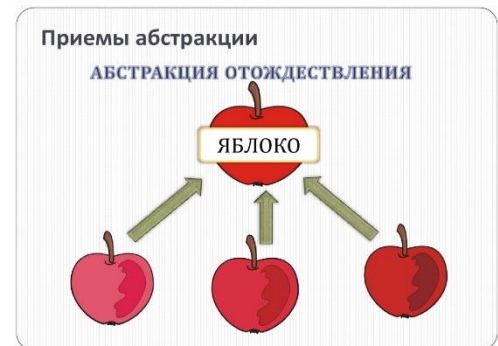 Приемы абстракции
АБСТРАКЦИЯ ОТОЖДЕСТВЛЕНИЯ
ЯБЛОКО